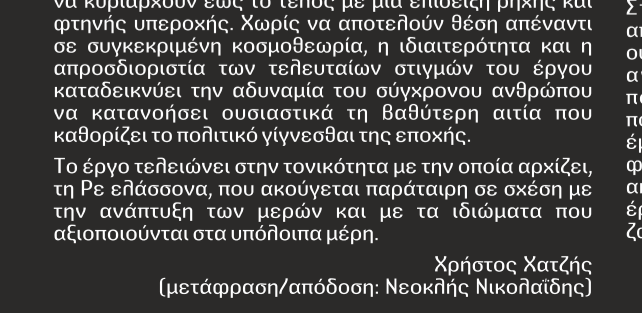 να κυριαρχούν έως το τέλος με μια επίδειξη ρηχής και
φτηνής υπεροχής. Χωρίς να αποτελούν θέση απέναντι
σε συγκεκριμένη κοσμοθεωρία, η ιδιαιτερότητα και η
απροσδιοριστία των τελευταίων στιγμών του έργου
καταδεικνύει την αδυναμία του σύγχρονου ανθρώπου
να κατανοήσει ουσιαστικά τη βαθύτερη αιτία που
καθορίζει το πολιτικό γίγνεσθαι της εποχής.
Το έργο τελειώνει στην τονικότητα με την οποία αρχίζει,
τη Ρε ελάσσονα, που ακούγεται παράταιρη σε σχέση με
την ανάπτυξη των μερών και με τα ιδιώματα που
αξιοποιούνται στα υπόλοιπα μέρη.
Χρήστος Χατζής
(μετάφραση/απόδοση: Νεοκλής Νικολαΐδης)